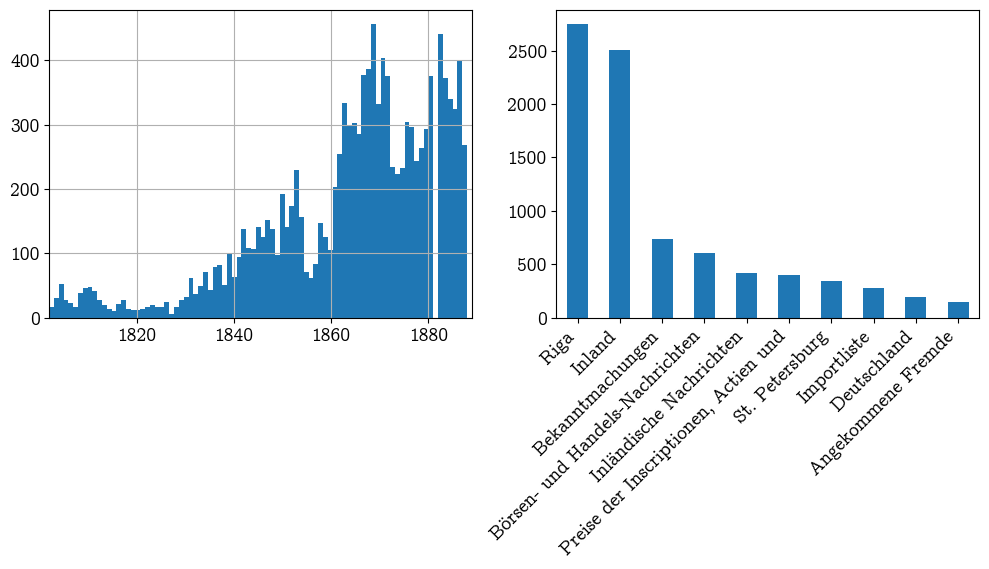 400
300
200
100
0
1820
1840
1860
1880
2500
2000
1500
1000
500
0
Riga
Inland
Bekanntmachungen
Börsen- und Handels-Nachrichten
Inländische Nachrichten
Preise der Inscriptionen, Actien und
St. Petersburg
Importliste
Deutschland
Angekommene Fremde